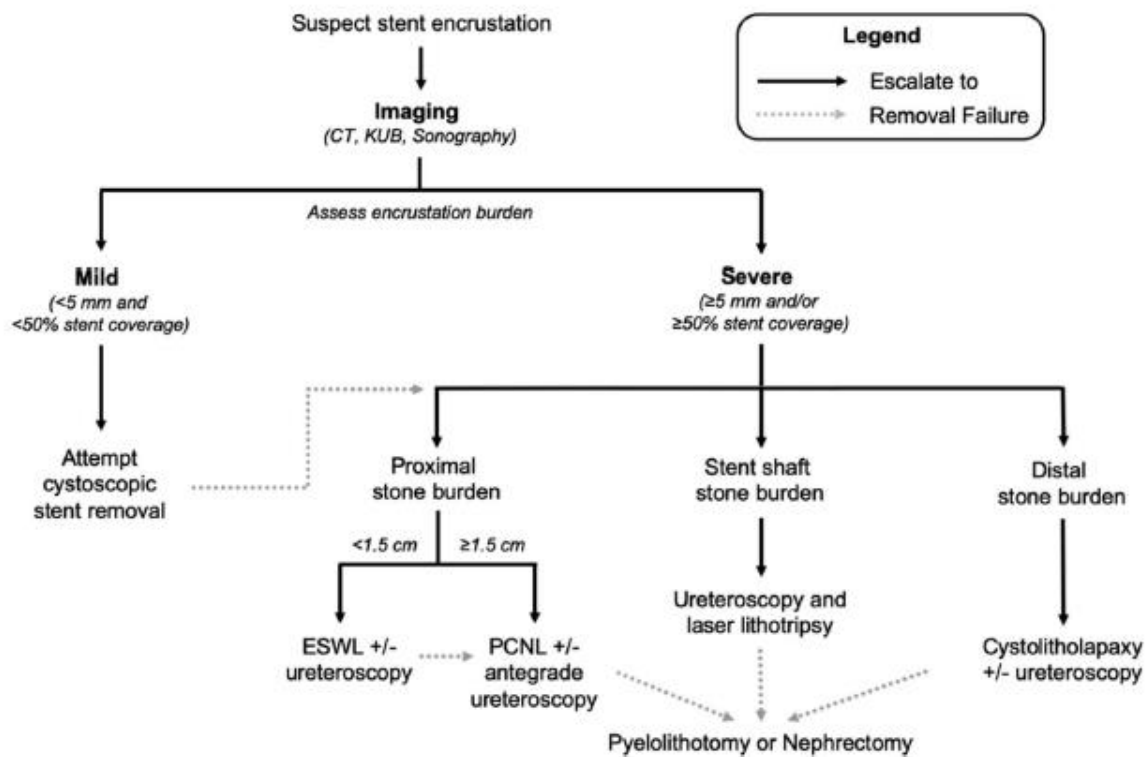 Suspect stent encrustation
Legend
Escalate to
Removal Failure
Imaging
(CT, KUB, Sonography)
Assess encrustation burden
Mild
(<5 mm and
<50% stent coverage)
Severe
(≥5 mm and/or
≥50% stent coverage)
Attempt
cystoscopic
stent removal
Proximal
stone burden
Stent shaft
stone burden
Distal
stone burden
<1.5 cm
≥1.5 cm
ESWL +/-
ureteroscopy
PCNL +/-
antegrade
ureteroscopy
Ureteroscopy and
laser lithotripsy
Cystolitholapaxy
+/- ureteroscopy
Pyelolithotomy or Nephrectomy